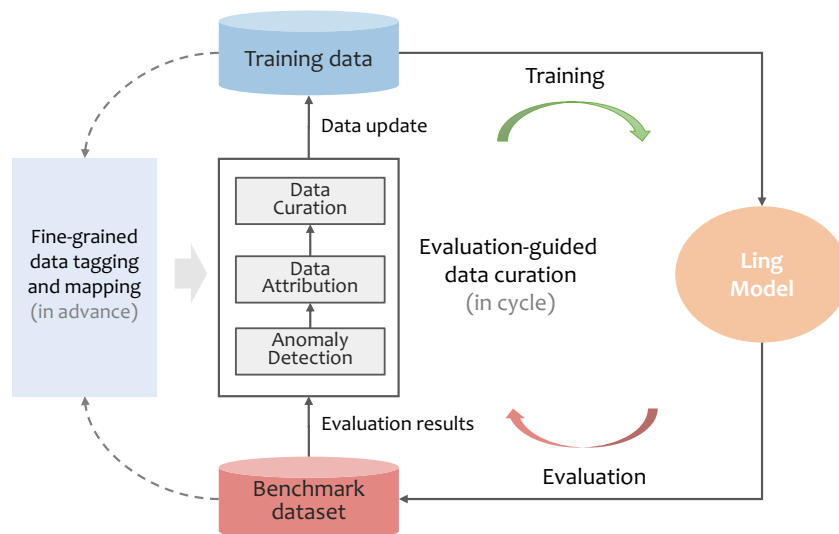 Training data
Training
Data update
Data
Curation
Fine-grained
data tagging
and mapping
(in advance)
Data
Attribution
Anomaly
Detection
Evaluation-guided
data curation
(in cycle)
Ling
Model
Evaluation results
Evaluation
Benchmark
dataset